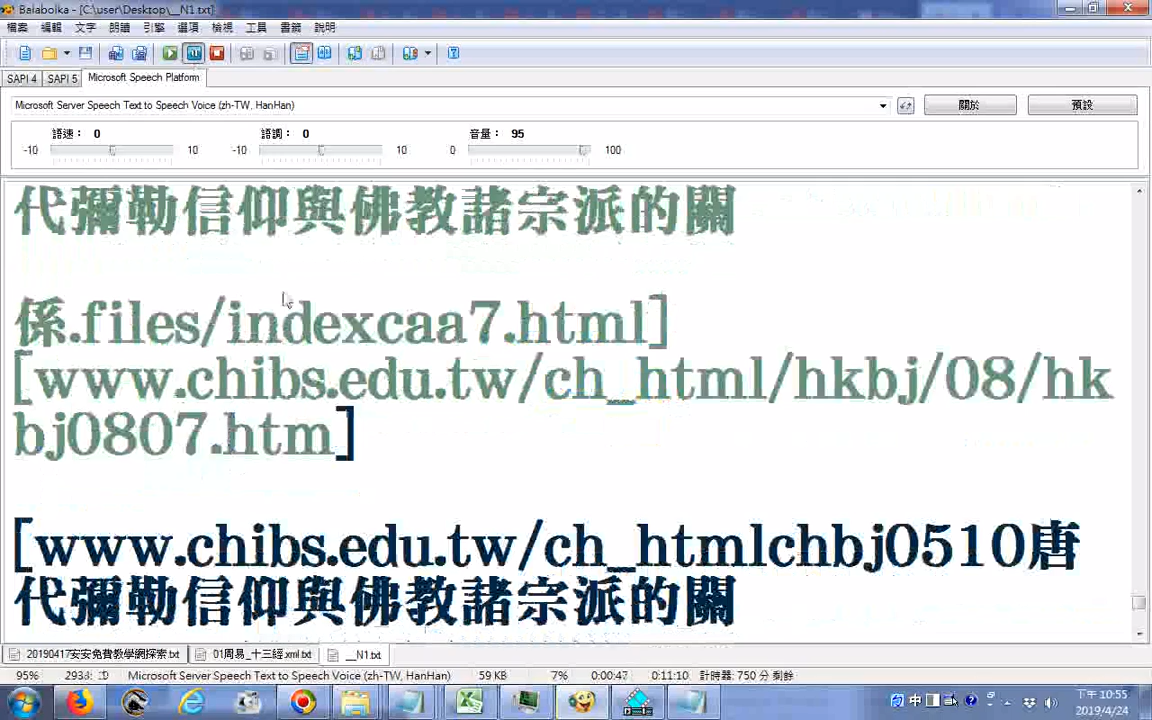 Balabolka - [C:\user\Desktop\__N1.txt]
檔案 編輯 文字 朗讀 引擎 選項 檢視 工具 書籤 說明
SAPI 4 SAPI 5 Microsoft Speech Platform
Microsoft Server Speech Text to Speech Voice (zh-TW, HanHan) 關於 預設
語速： 0 語調： 0 音量： 95
-10 10 -10 10 0 100
代彌勒信仰與佛教諸宗派的關
係.files/indexcaa7.html]
[www.chibs.edu.tw/ch_html/hkbj/08/hk
bj0807.htm]
[www.chibs.edu.tw/ch_htmlchbj0510唐
代彌勒信仰與佛教諸宗派的關
20190417安安免費教學網探索.txt 01周易_十三經.xml.txt __N1.txt
95% Microsoft Server Speech Text to Speech Voice (zh-TW, HanHan) 59 KB 7% 0:00:47 0:11:10 計時器: 750 分 剩餘
中 下午 10:55
2019/4/24